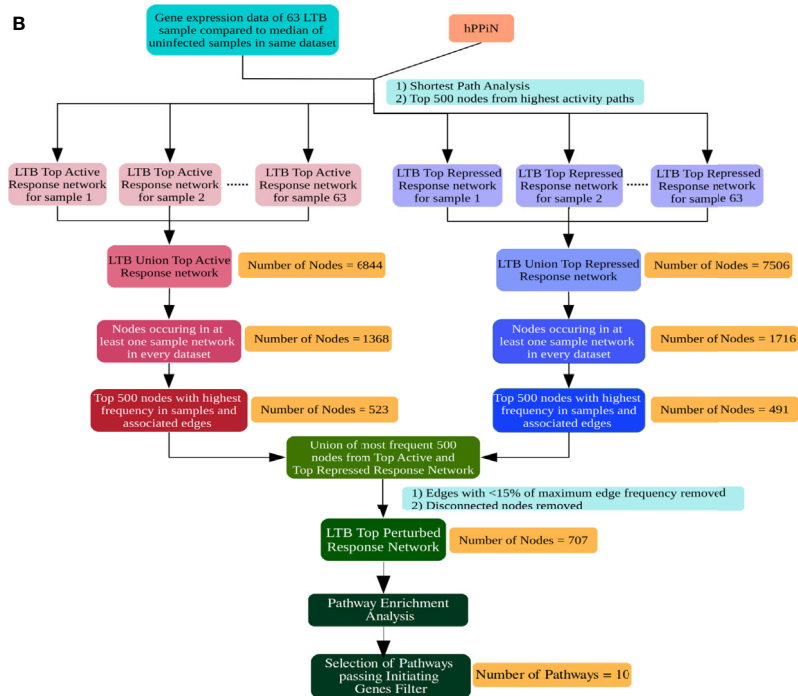 B
Gene expression data of 63 LTB
sample compared to median of
uninfected samples in same dataset
hPPiN
1) Shortest Path Analysis
2) Top 500 nodes from highest activity paths
LTB Top Active
Response network
for sample 1
LTB Top Active
Response network
for sample 2
......
LTB Top Active
Response network
for sample 63
LTB Top Repressed
Response network
for sample 1
LTB Top Repressed
Response network
for sample 2
......
LTB Top Repressed
Response network
for sample 63
LTB Union Top Active
Response network
Number of Nodes = 6844
LTB Union Top Repressed
Response network
Number of Nodes = 7506
Nodes occuring in at
least one sample network
in every dataset
Number of Nodes = 1368
Nodes occuring in at
least one sample network
in every dataset
Number of Nodes = 1716
Top 500 nodes with highest
frequency in samples and
associated edges
Number of Nodes = 523
Top 500 nodes with highest
frequency in samples and
associated edges
Number of Nodes = 491
Union of most frequent 500
nodes from Top Active and
Top Repressed Response Network
1) Edges with <15% of maximum edge frequency removed
2) Disconnected nodes removed
LTB Top Perturbed
Response Network
Number of Nodes = 707
Pathway Enrichment
Analysis
Selection of Pathways
passing Initiating
Genes Filter
Number of Pathways = 10